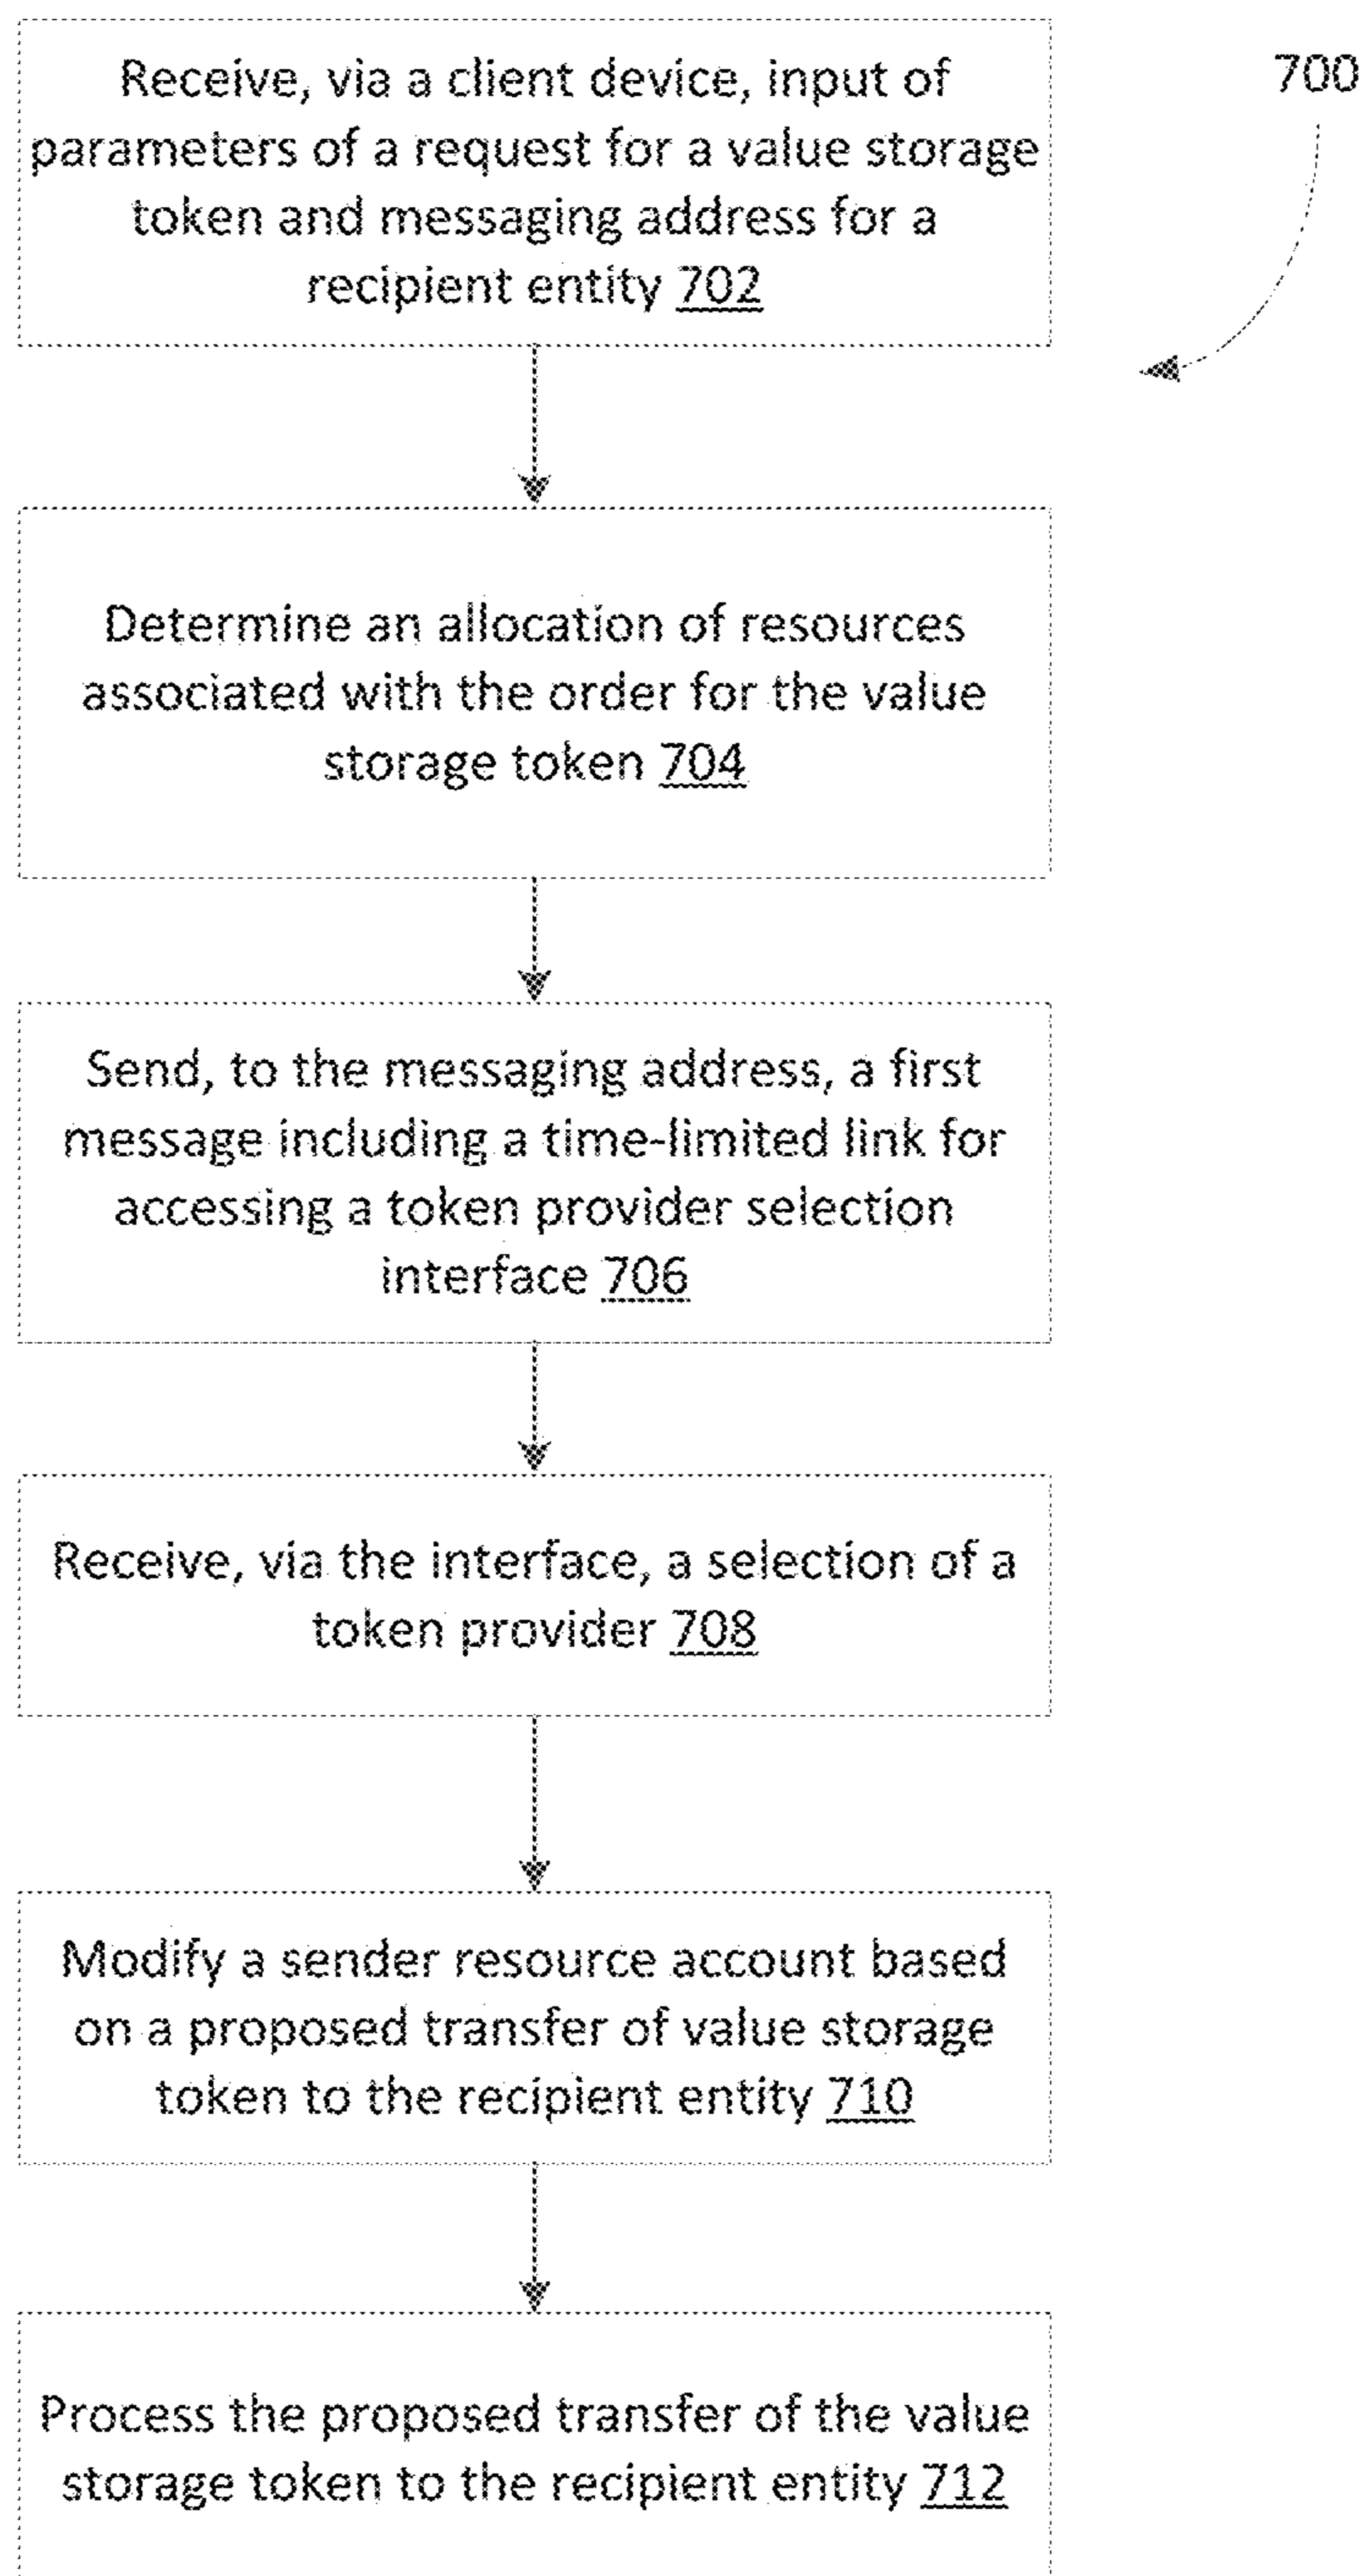 700
Receive, via a client device, input of
parameters of a request for a value storage
token and messaging address for a
recipient entity 702
Determine an allocation of resources
associated with the order for the value
storage token 704
Send, to the messaging address, a first
message including a time-limited link for
accessing a token provider selection
interface 706
Receive, via the interface, a selection of a
token provider 708
Modify a sender resource account based
on a proposed transfer of value storage
token to the recipient entity 710
Process the proposed transfer of the value
storage token to the recipient entity 712